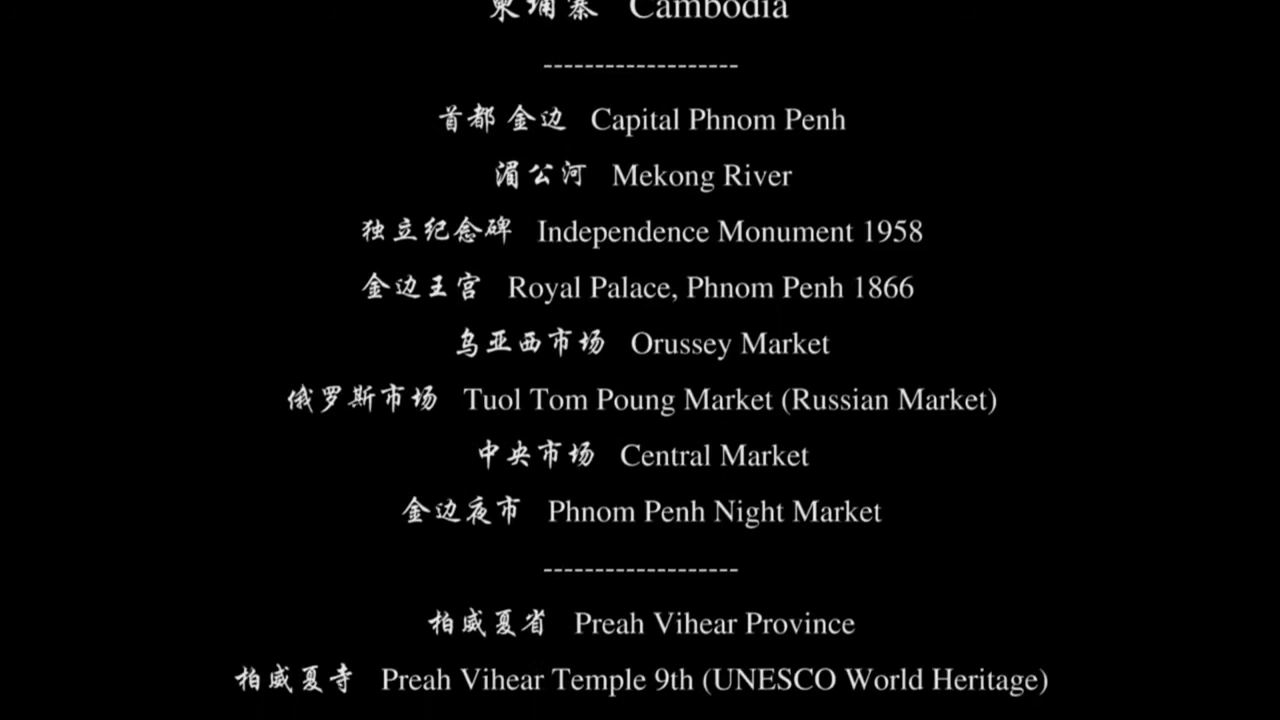 柬埔寨 Cambodia
-------------------
首都 金边 Capital Phnom Penh
湄公河 Mekong River
独立纪念碑 Independence Monument 1958
金边王宫 Royal Palace, Phnom Penh 1866
乌亚西市场 Orussey Market
俄罗斯市场 Tuol Tom Poung Market (Russian Market)
中央市场 Central Market
金边夜市 Phnom Penh Night Market
-------------------
柏威夏省 Preah Vihear Province
柏威夏寺 Preah Vihear Temple 9th (UNESCO World Heritage)